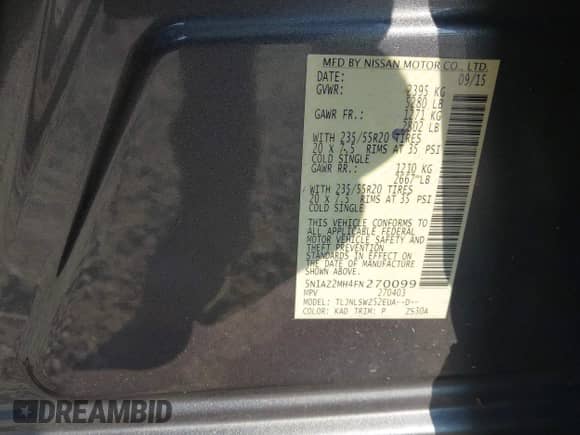 MFD BY NISSAN MOTOR CO., LTD.
DATE: 09/15
GVWR: 2395 KG
5280 LB
GAWR FR.: 1271 KG
2802 LB
WITH 235/55R20 TIRES
20 X 7.5 RIMS AT 35 PSI
COLD SINGLE
GAWR RR.: 1210 KG
2667 LB
WITH 235/55R20 TIRES
20 X 7.5 RIMS AT 35 PSI
COLD SINGLE
THIS VEHICLE CONFORMS TO
ALL APPLICABLE FEDERAL
MOTOR VEHICLE SAFETY AND
THEFT PREVENTION
STANDARDS IN EFFECT ON
THE DATE OF MANUFACTURE
SHOWN ABOVE.
5N1AZ2MH4FN270099
MPV 270403
MODEL: TLJNLSWZ52EUA--D--
COLOR: KAD TRIM: P Z530A
DREAMBID